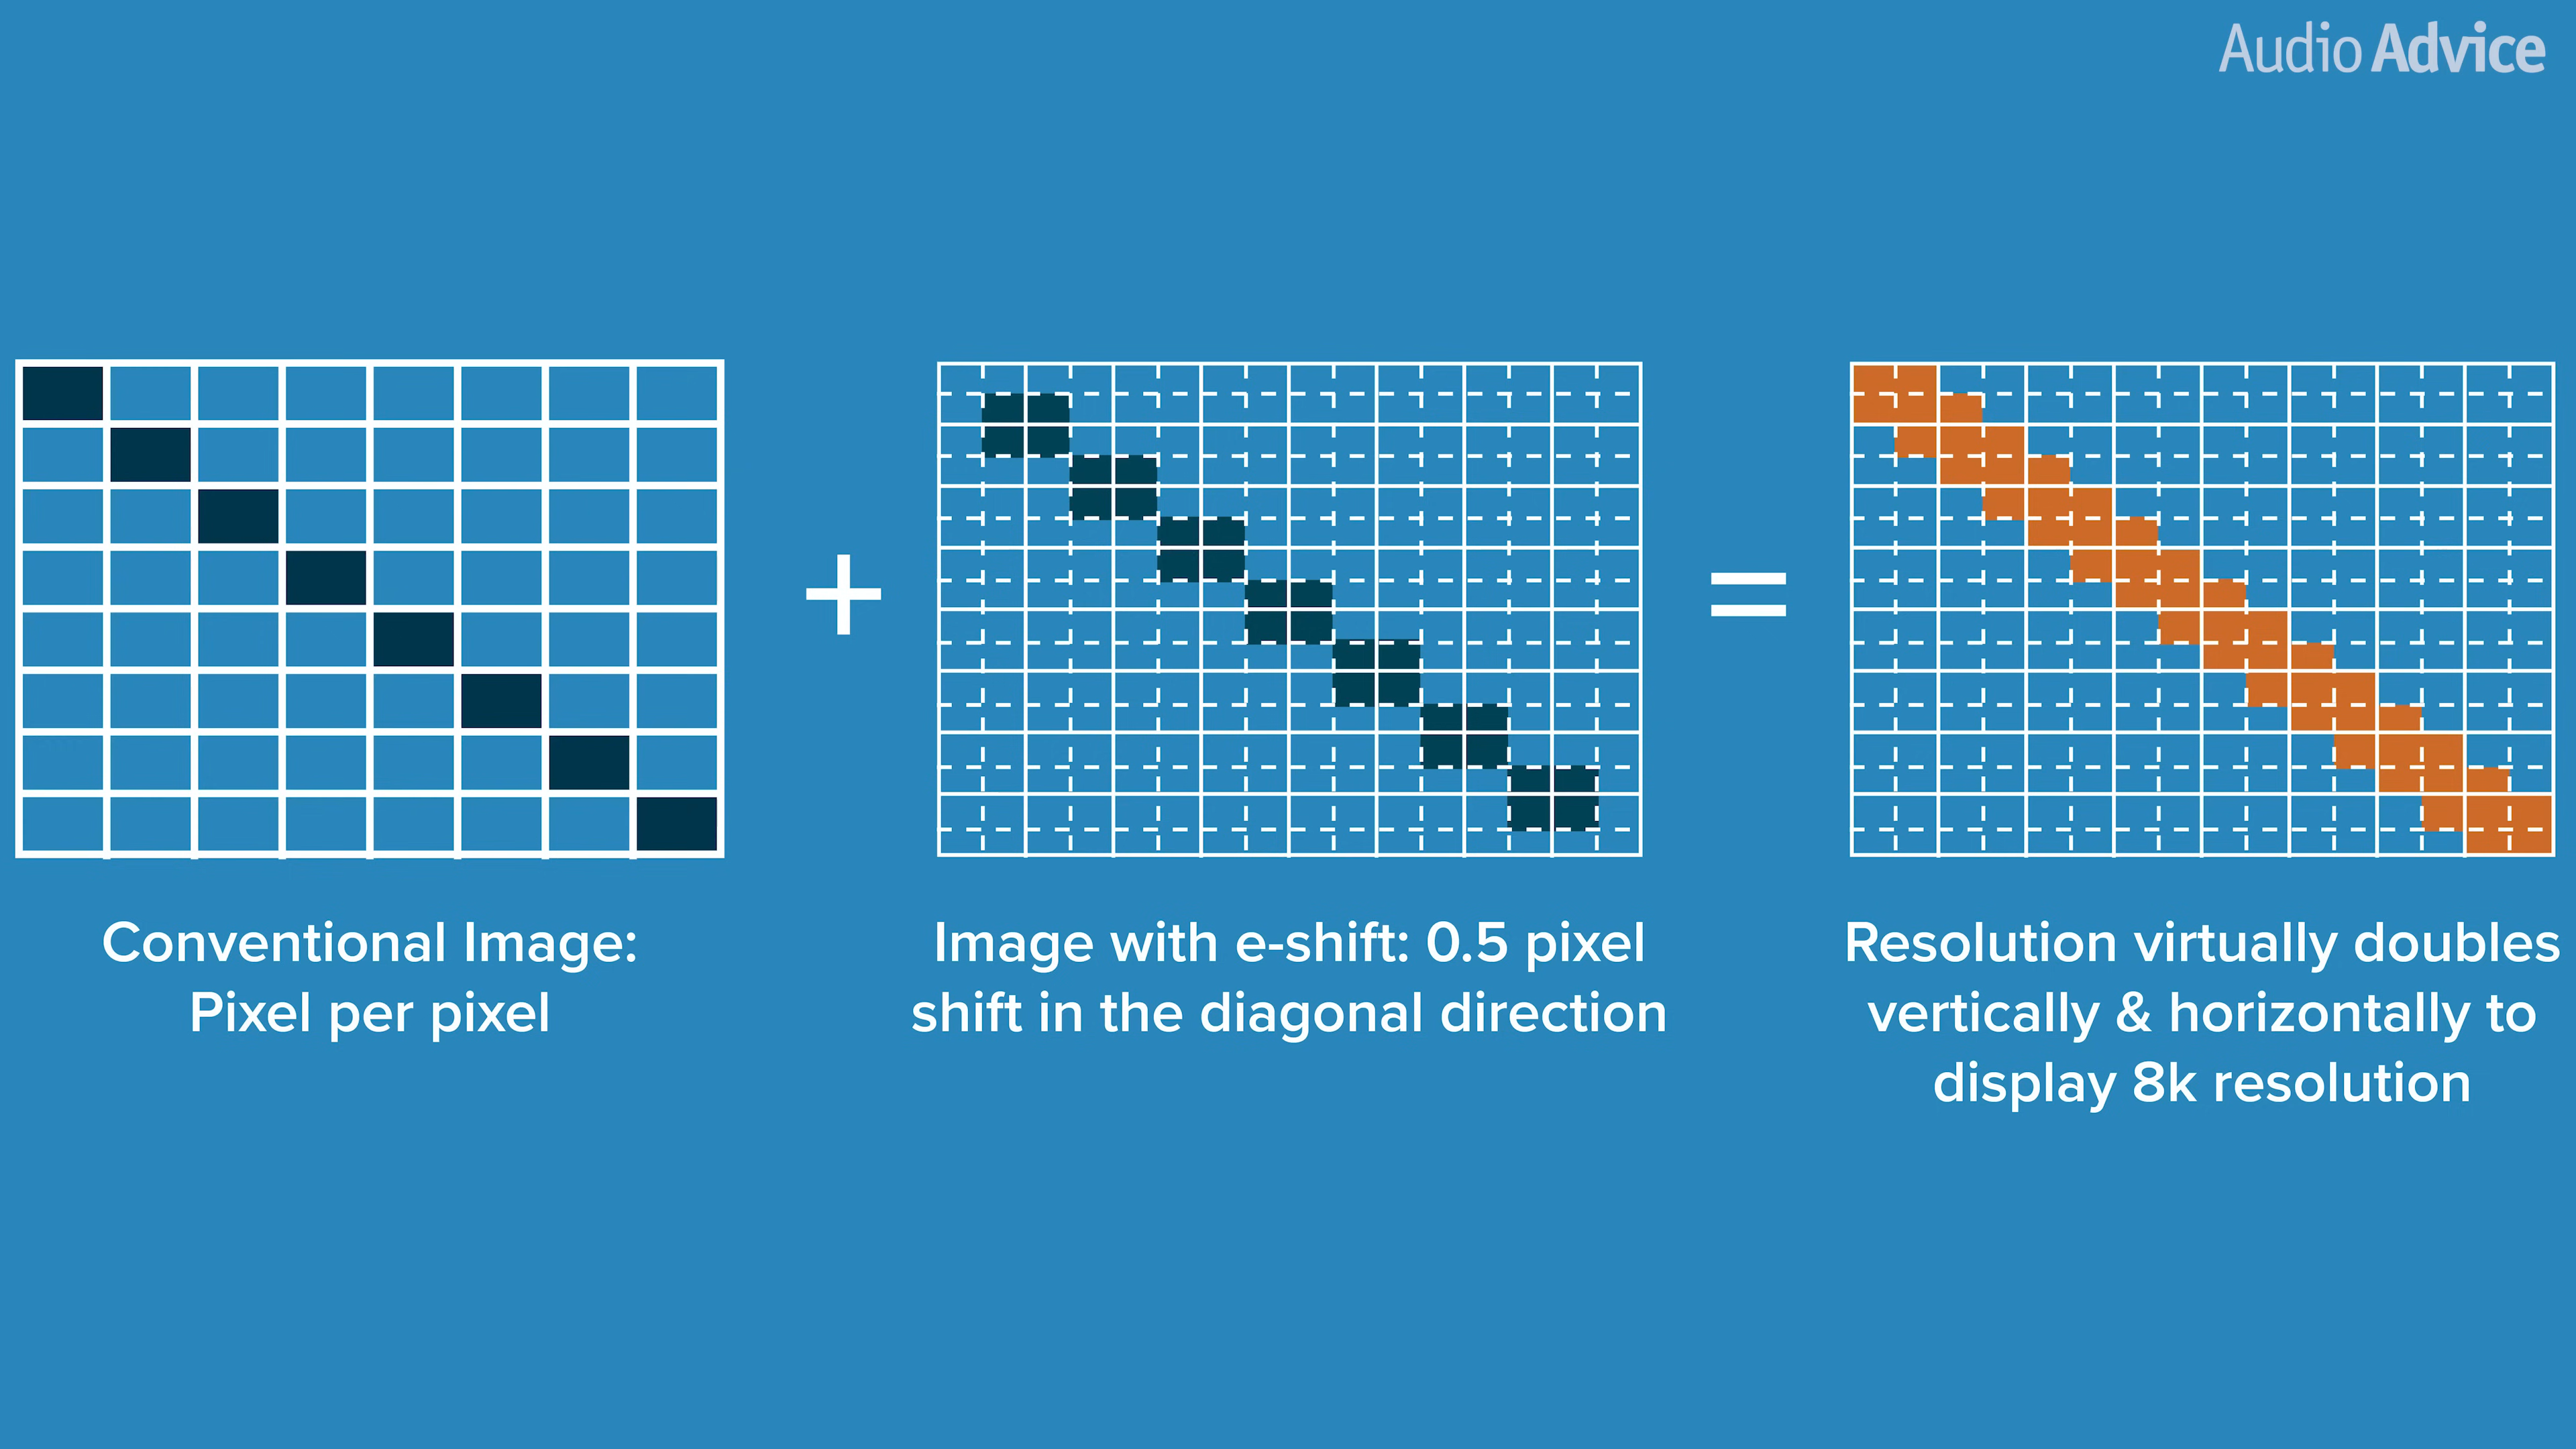 Audio Advice
+
=
Conventional Image:
Pixel per pixel
Image with e-shift: 0.5 pixel
shift in the diagonal direction
Resolution virtually doubles
vertically & horizontally to
display 8k resolution